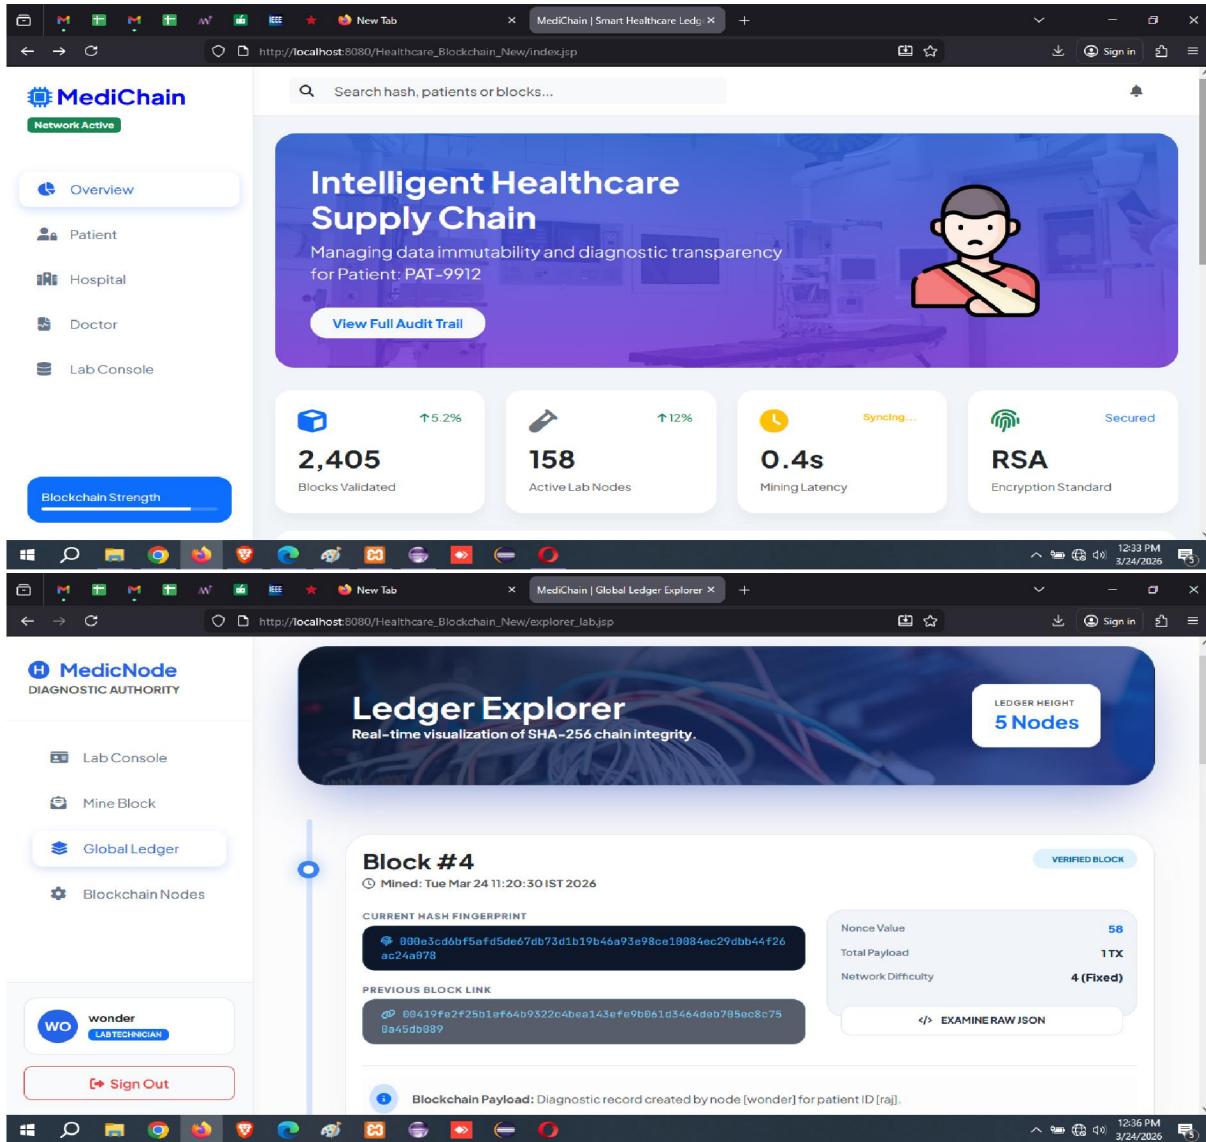 New Tab
MediChain | Smart Healthcare Ledg
http://localhost:8080/Healthcare_Blockchain_New/index.jsp
Sign in
MediChain
Network Active
Search hash, patients or blocks...
Overview
Patient
Hospital
Doctor
Lab Console
Blockchain Strength
Intelligent Healthcare
Supply Chain
Managing data immutability and diagnostic transparency
for Patient: PAT-9912
View Full Audit Trail
↑5.2%
2,405
Blocks Validated
↑12%
158
Active Lab Nodes
Syncing...
0.4s
Mining Latency
Secured
RSA
Encryption Standard
12:33 PM
3/24/2026
New Tab
MediChain | Global Ledger Explorer
http://localhost:8080/Healthcare_Blockchain_New/explorer_lab.jsp
Sign in
MedicNode
DIAGNOSTIC AUTHORITY
Lab Console
Mine Block
Global Ledger
Blockchain Nodes
WO
wonder
LABTECHNICIAN
Sign Out
Ledger Explorer
Real-time visualization of SHA-256 chain integrity.
LEDGER HEIGHT
5 Nodes
Block #4
VERIFIED BLOCK
Mined: Tue Mar 24 11:20:30 IST 2026
CURRENT HASH FINGERPRINT
000e3cd6bf5afd5de67db73d1b19b46a93e98ce10084ec29dbb44f26
ac24a078
PREVIOUS BLOCK LINK
00419fe2f25b1ef64b9322c4bea143efe9b061d3464deb705ec8c75
0a45db089
Nonce Value 58
Total Payload 1 TX
Network Difficulty 4 (Fixed)
</> EXAMINE RAW JSON
Blockchain Payload: Diagnostic record created by node [wonder] for patient ID [raj].
12:36 PM
3/24/2026